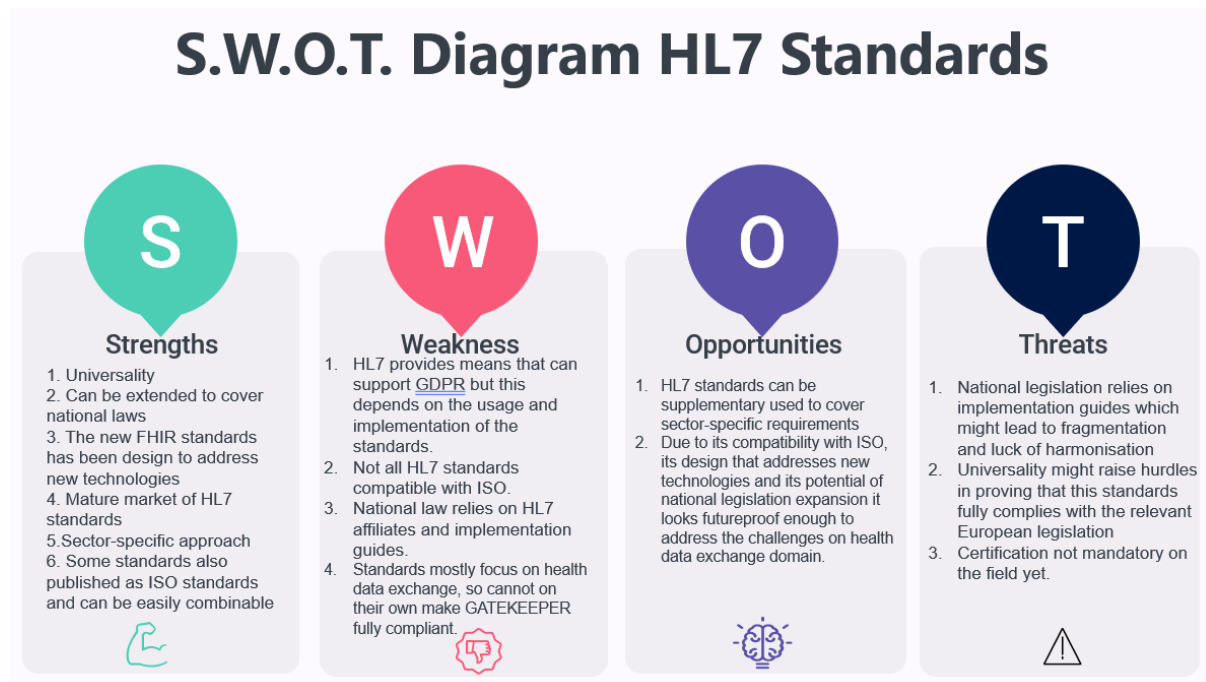 S.W.O.T. Diagram HL7 Standards
S
Strengths
1. Universality
2. Can be extended to cover
national laws
3. The new FHIR standards
has been design to address
new technologies
4. Mature market of HL7
standards
5.Sector-specific approach
6. Some standards also
published as ISO standards
and can be easily combinable
W
Weakness
1. HL7 provides means that can
support GDPR but this
depends on the usage and
implementation of the
standards.
2. Not all HL7 standards
compatible with ISO.
3. National law relies on HL7
affiliates and implementation
guides.
4. Standards mostly focus on health
data exchange, so cannot on
their own make GATEKEEPER
fully compliant.
O
Opportunities
1. HL7 standards can be
supplementary used to cover
sector-specific requirements
2. Due to its compatibility with ISO,
its design that addresses new
technologies and its potential of
national legislation expansion it
looks futureproof enough to
address the challenges on health
data exchange domain.
T
Threats
1. National legislation relies on
implementation guides which
might lead to fragmentation
and luck of harmonisation
2. Universality might raise hurdles
in proving that this standards
fully complies with the relevant
European legislation
3. Certification not mandatory on
the field yet.